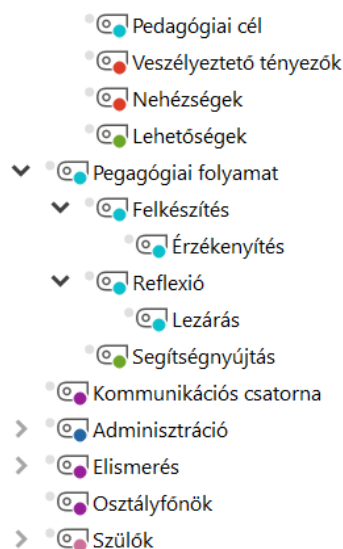 Pedagógiai cél
Veszélyeztető tényezők
Nehézségek
Lehetőségek
Pegagógiai folyamat
Felkészítés
Érzékenyítés
Reflexió
Lezárás
Segítségnyújtás
Kommunikációs csatorna
Adminisztráció
Elismerés
Osztályfőnök
Szülők